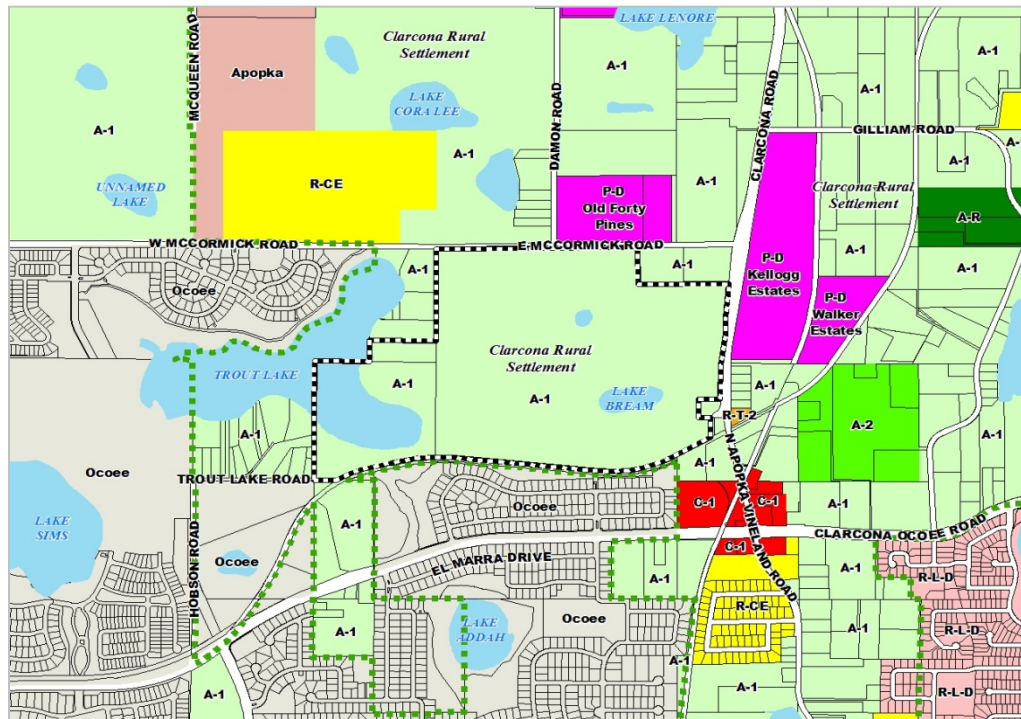 LAKE LENORE
Clarcona Rural
Settlement
A-1
A-1
MCQUEEN ROAD
Apopka
A-1
LAKE
CORA LEE
DAMON ROAD
CLARCONA ROAD
A-1
GILLIAM ROAD
A-1
A-1
A-1
A-1
A-1
UNNAMED
LAKE
R-CE
P-D
Old Forty
Pines
Clarcona Rural
Settlement
A-R
W MCCORMICK ROAD
E MCCORMICK ROAD
A-1
A-1
A-1
A-1
Ocoee
P-D
Kellogg
Estates
P-D
Walker
Estates
Clarcona Rural
Settlement
TROUT LAKE
A-1
A-1
LAKE
BREAM
A-1
R-T-2
A-2
A-1
A-1
Ocoee
TROUT LAKE ROAD
A-1
N APOPKA VINELAND ROAD
LAKE
SIMS
HOBSON ROAD
A-1
Ocoee
C-1
C-1
A-1
CLARCONA OCOEE ROAD
Ocoee
EL MARRA DRIVE
C-1
A-1
A-1
R-L-D
R-CE
LAKE
ADDAH
Ocoee
A-1
A-1
R-L-D
A-1
A-1
R-L-D